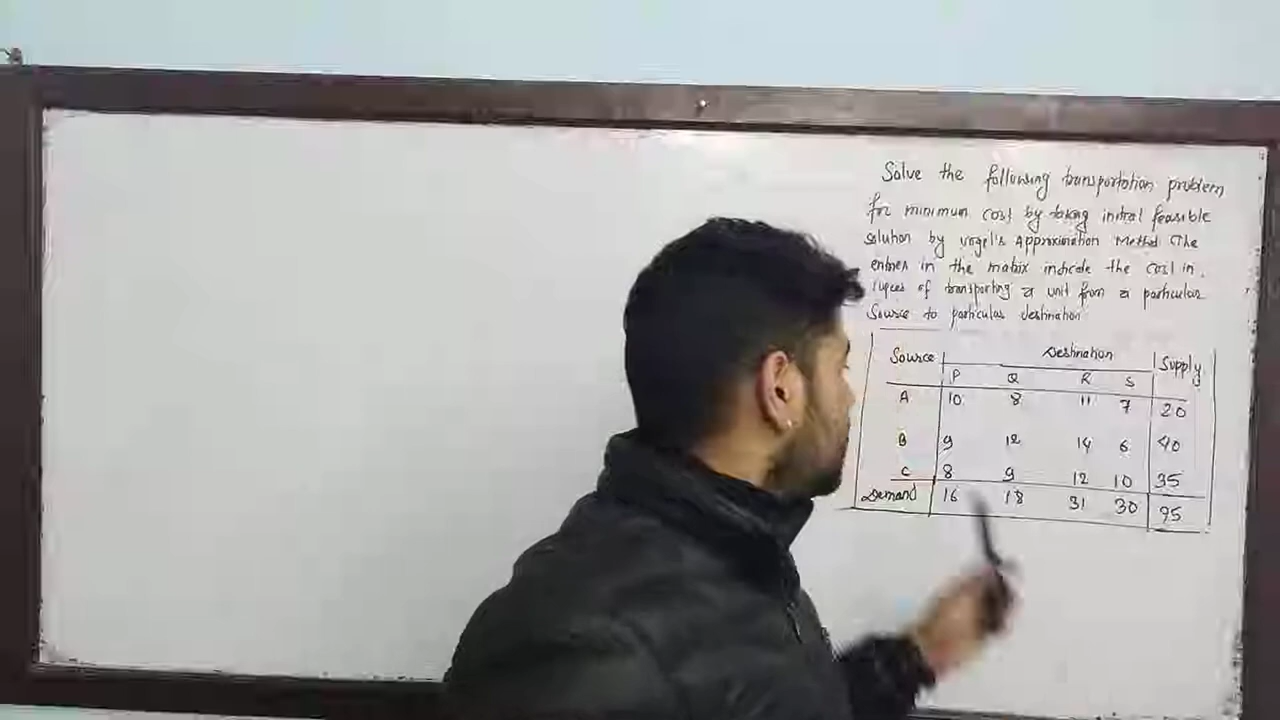 Solve the following transportation problem
for minimum cost by taking initial feasible
solution by vogel's Approximation Method (The
entries in the matrix indicate the cost in
rupees of transporting a unit from a particular
Source to particular destination
Source Destination Supply
P Q R S
A 10 8 11 7 20
B 9 12 14 6 40
C 8 9 12 10 35
Demand 16 18 31 30 95